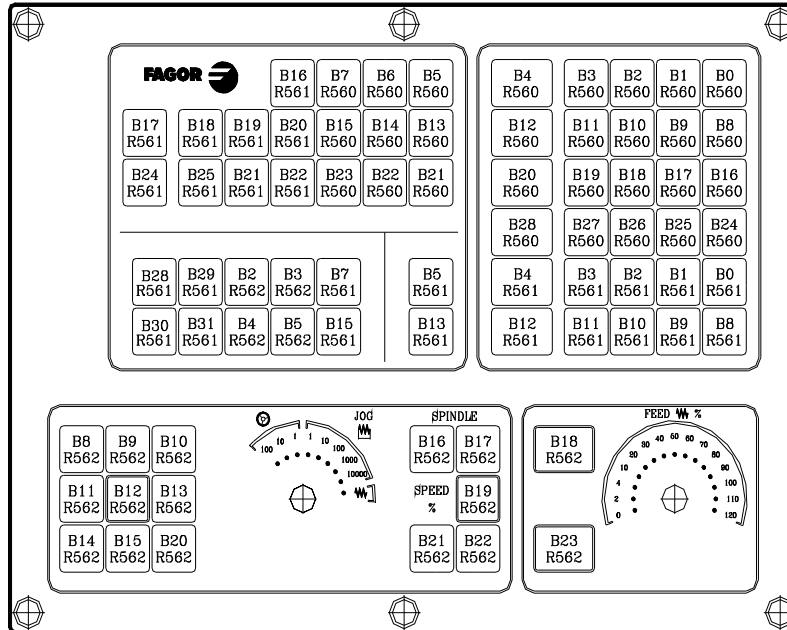 FAGOR
B16 R561 B7 R560 B6 R560 B5 R560
B17 R561 B18 R561 B19 R561 B20 R561 B15 R560 B14 R560 B13 R560
B24 R561 B25 R561 B21 R561 B22 R561 B23 R560 B22 R560 B21 R560
B28 R561 B29 R561 B2 R562 B3 R562 B7 R561 B5 R561
B30 R561 B31 R561 B4 R562 B5 R562 B15 R561 B13 R561
B4 R560 B3 R560 B2 R560 B1 R560 B0 R560
B12 R560 B11 R560 B10 R560 B9 R560 B8 R560
B20 R560 B19 R560 B18 R560 B17 R560 B16 R560
B28 R560 B27 R560 B26 R560 B25 R560 B24 R560
B4 R561 B3 R561 B2 R561 B1 R561 B0 R561
B12 R561 B11 R561 B10 R561 B9 R561 B8 R561
B8 R562 B9 R562 B10 R562
B11 R562 B12 R562 B13 R562
B14 R562 B15 R562 B20 R562
JOG
100 10 1 1 10 100 1000 10000
SPINDLE
B16 R562 B17 R562
SPEED % B19 R562
B21 R562 B22 R562
B18 R562
B23 R562
FEED %
0 2 4 10 20 30 40 50 60 70 80 90 100 110 120